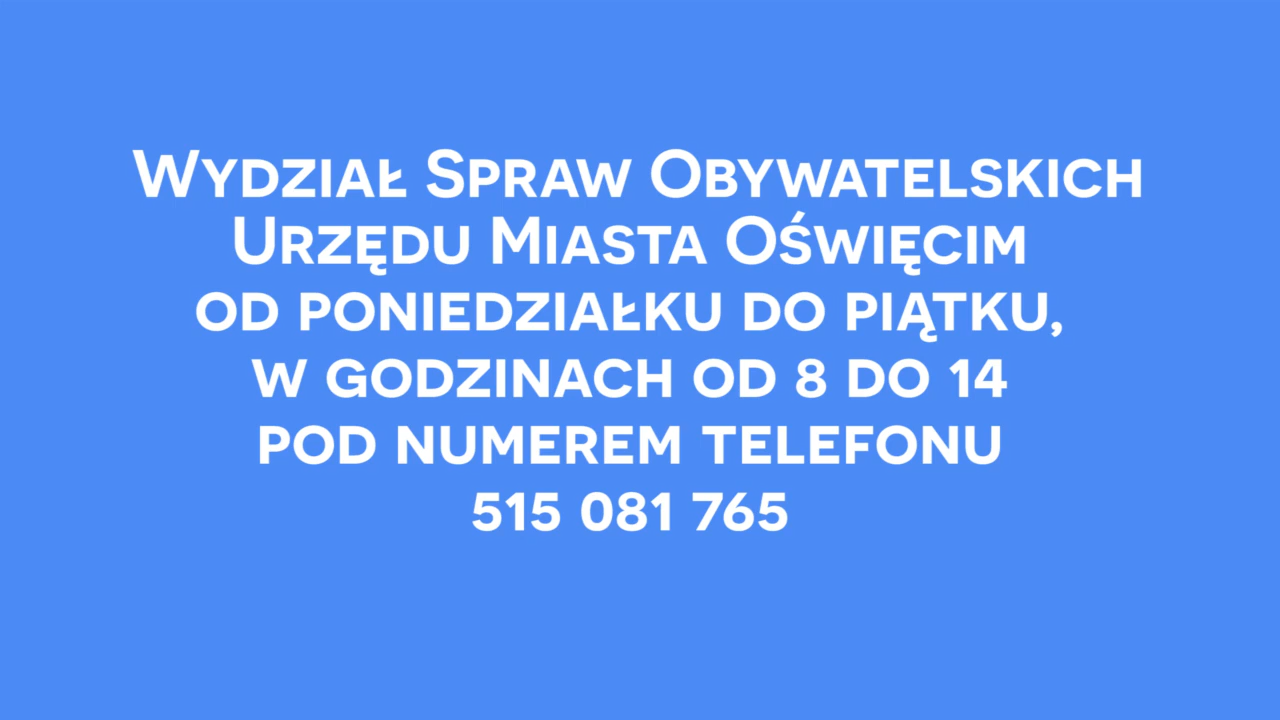 Wydział Spraw Obywatelskich
Urzędu Miasta Oświęcim
od poniedziałku do piątku,
w godzinach od 8 do 14
pod numerem telefonu
515 081 765